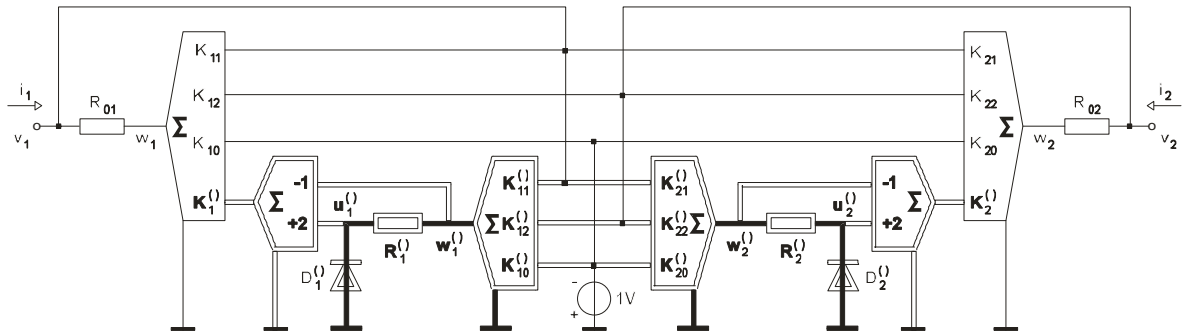 K11 K21
i1 K12 K22 i2
R01 R02
v1 w1 Σ K10 K20 Σ w2 v2
K1() Σ -1 +2 u1() R1() w1() Σ K11() K12() K10() K21() K22() K20() Σ w2() R2() u2() -1 +2 Σ K2()
D1() - + 1V D2()